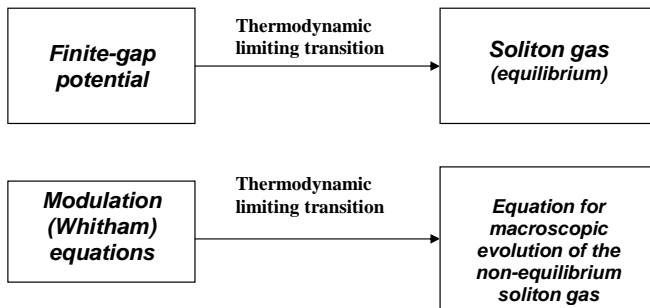 Finite-gap
potential
Thermodynamic
limiting transition
Soliton gas
(equilibrium)
Modulation
(Whitham)
equations
Thermodynamic
limiting transition
Equation for
macroscopic
evolution of the
non-equilibrium
soliton gas